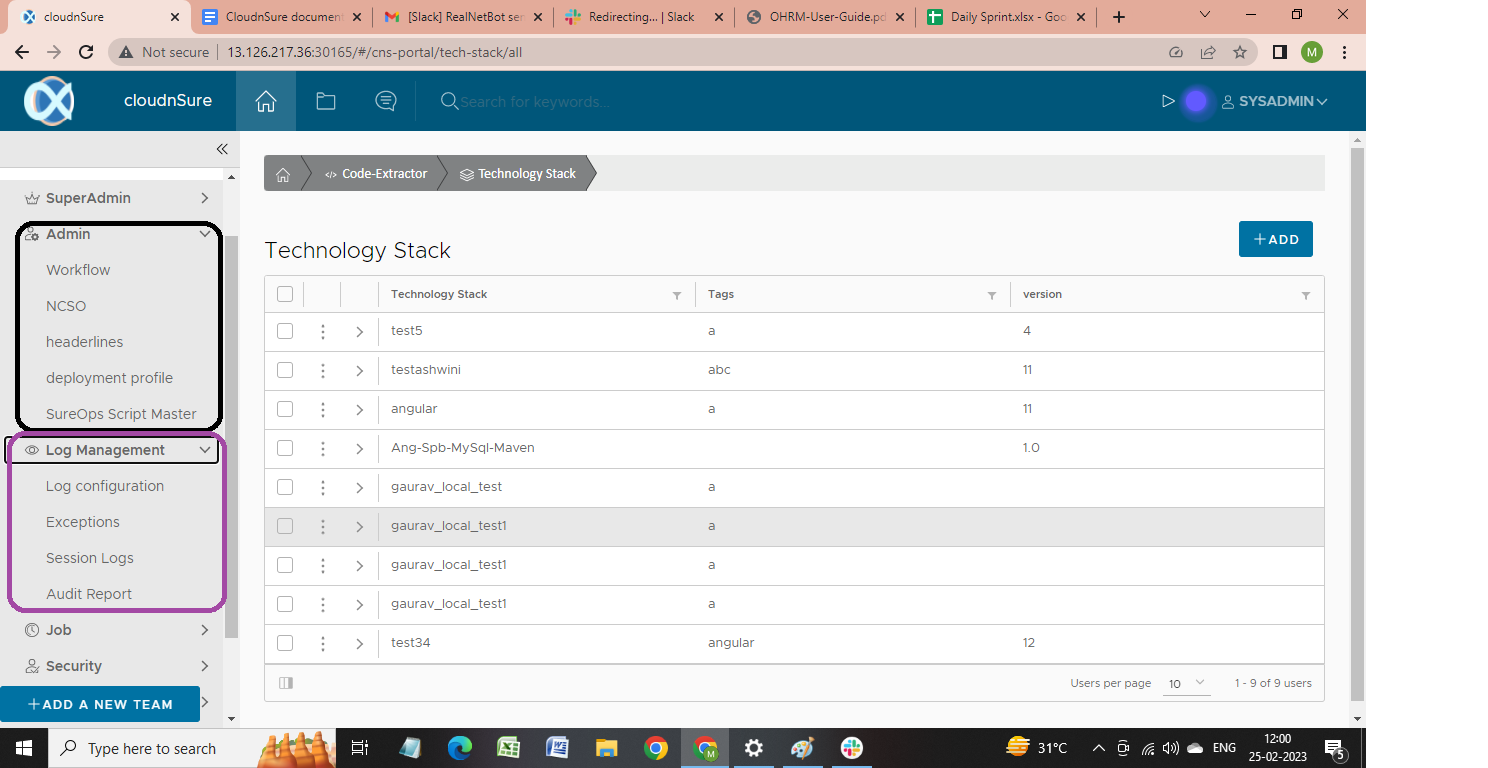 cloudnSure
CloudnSure document
[Slack] RealNetBot sen
Redirecting... | Slack
OHRM-User-Guide.pd
Daily Sprint.xlsx - Goo
Not secure
13.126.217.36:30165/#/cns-portal/tech-stack/all
M
cloudnSure
Search for keywords...
SYSADMIN
SuperAdmin
Admin
Workflow
NCSO
headerlines
deployment profile
SureOps Script Master
Log Management
Log configuration
Exceptions
Session Logs
Audit Report
Job
Security
+ADD A NEW TEAM
Code-Extractor
Technology Stack
Technology Stack
+ADD
Technology Stack Tags version
test5 a 4
testashwini abc 11
angular a 11
Ang-Spb-MySql-Maven 1.0
gaurav_local_test a
gaurav_local_test1 a
gaurav_local_test1 a
gaurav_local_test1 a
test34 angular 12
Users per page 10 1 - 9 of 9 users
Type here to search
31°C
ENG
12:00
25-02-2023
5